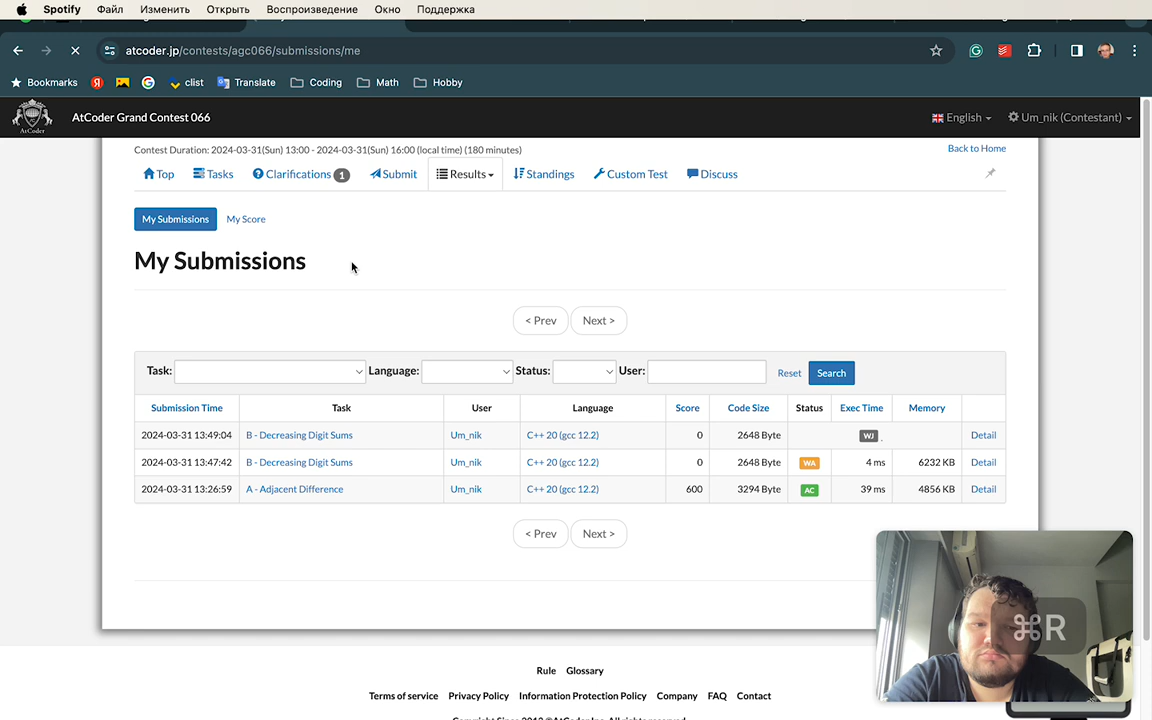 Spotify Файл Изменить Открыть Воспроизведение Окно Поддержка
atcoder.jp/contests/agc066/submissions/me
Bookmarks Я G clist Translate Coding Math Hobby
AtCoder AtCoder Grand Contest 066 English Um_nik (Contestant)
Contest Duration: 2024-03-31(Sun) 13:00 - 2024-03-31(Sun) 16:00 (local time) (180 minutes) Back to Home
Top Tasks Clarifications 1 Submit Results Standings Custom Test Discuss
My Submissions My Score
My Submissions
< Prev Next >
Task: Language: Status: User: Reset Search
Submission Time Task User Language Score Code Size Status Exec Time Memory
2024-03-31 13:49:04 B - Decreasing Digit Sums Um_nik C++ 20 (gcc 12.2) 0 2648 Byte WJ Detail
2024-03-31 13:47:42 B - Decreasing Digit Sums Um_nik C++ 20 (gcc 12.2) 0 2648 Byte WA 4 ms 6232 KB Detail
2024-03-31 13:26:59 A - Adjacent Difference Um_nik C++ 20 (gcc 12.2) 600 3294 Byte AC 39 ms 4856 KB Detail
< Prev Next >
⌘R
Rule Glossary
Terms of service Privacy Policy Information Protection Policy Company FAQ Contact